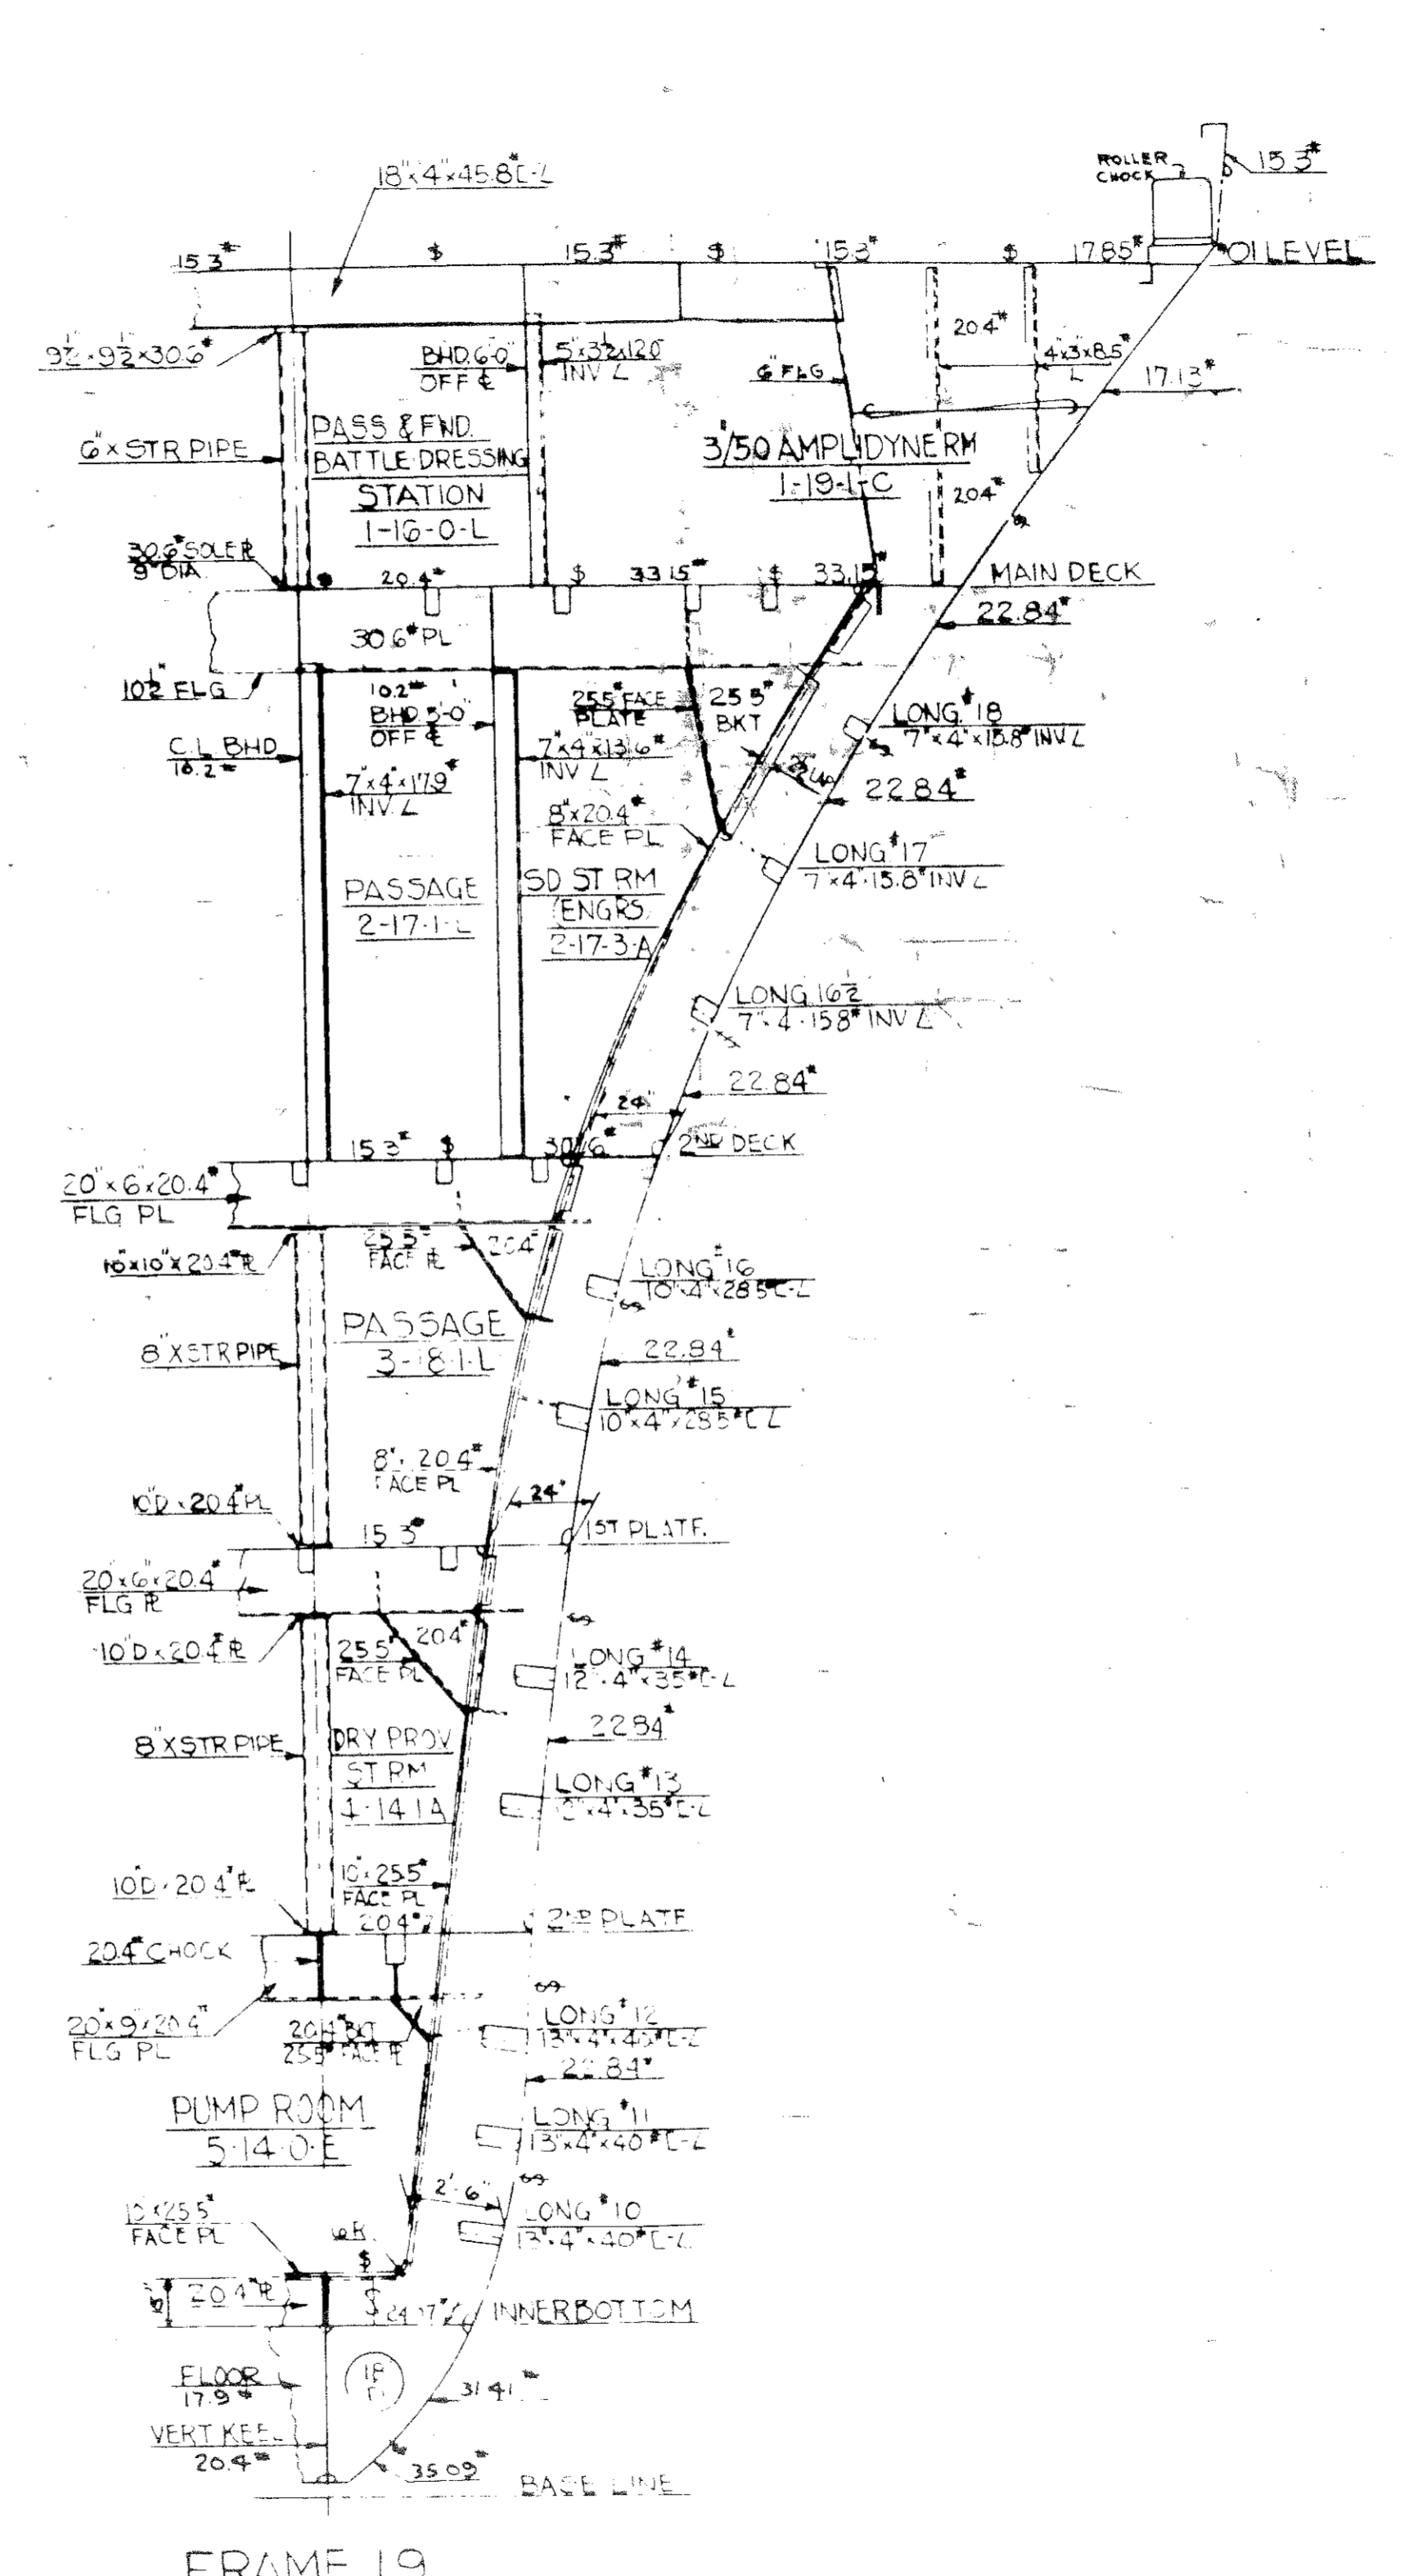 18"x4"x45.8# [-L
ROLLER
CHOCK
15.3#
15.3#
15.3#
15.3#
17.85#
01 LEVEL
9½"x9½"x30.6#
BHD. 6'-0"
OFF ℄
5"x3½"x12.0
INV L
6" FLG
20.4#
4"x3"x8.5#
L
17.13#
6" X STR PIPE
PASS & FND.
BATTLE DRESSING
STATION
1-16-0-L
3"/50 AMPLIDYNE RM
1-19-1-C
20.4#
30.6# SOLE ℄
9" DIA.
20.4#
33.15#
33.15#
MAIN DECK
22.84#
30.6# PL
10½" FLG
10.2#
BHD. 3'-0"
OFF ℄
25.5# FACE
PLATE
25.5#
BKT
LONG. #18
7"x4"x15.8# INV L
C.L. BHD
10.2#
7"x4"x17.9#
INV. L
7"x4"x13.6#
INV L
22.84#
8"x20.4#
FACE PL
LONG #17
7"x4"x15.8# INV L
PASSAGE
2-17-1-L
SD ST RM
(ENGRS)
2-17-3-A
LONG. 16½
7"x4"x15.8# INV L
22.84#
24"
15.3#
30.6#
2ND DECK
20"x6"x20.4#
FLG PL
25.5#
FACE ℄
20.4#
10"x10"x20.4# ℄
LONG #16
10"x4"x28.5# [-L
PASSAGE
3-18-1-L
8" X STR PIPE
22.84#
LONG #15
10"x4"x28.5# [-L
8"x20.4#
FACE PL
10"D x 20.4# PL
24"
15.3#
1ST PLATF.
20"x6"x20.4#
FLG ℄
10"D x 20.4# ℄
25.5#
FACE PL
20.4#
LONG #14
12"x4"x35# [-L
22.84#
8" X STR PIPE
DRY PROV
ST RM
4-14-1-A
LONG #13
12"x4"x35# [-L
10"D x 20.4# ℄
10"x25.5#
FACE PL
20.4#
2ND PLATF
20.4# CHOCK
20"x9"x20.4#
FLG PL
20.4# BKT
25.5# FACE ℄
LONG #12
13"x4"x40# [-L
22.84#
PUMP ROOM
5-14-0-E
LONG #11
13"x4"x40# [-L
2'-6"
10"x25.5#
FACE PL
LONG #10
13"x4"x40# [-L
20.4# ℄
INNERBOTTOM
FLOOR
17.9#
31.41#
VERT KEEL
20.4#
35.09#
BASE LINE
FRAME 19